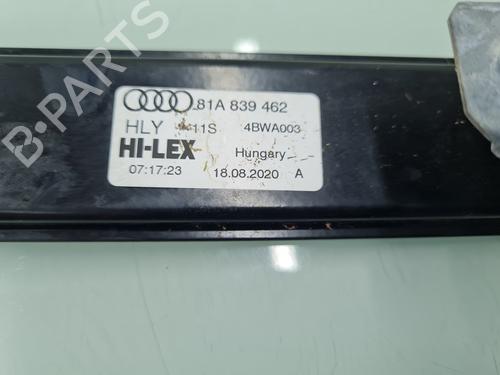 81A 839 462
HLY 11S 4BWA003
HI-LEX Hungary
07:17:23 18.08.2020 A
B-PARTS